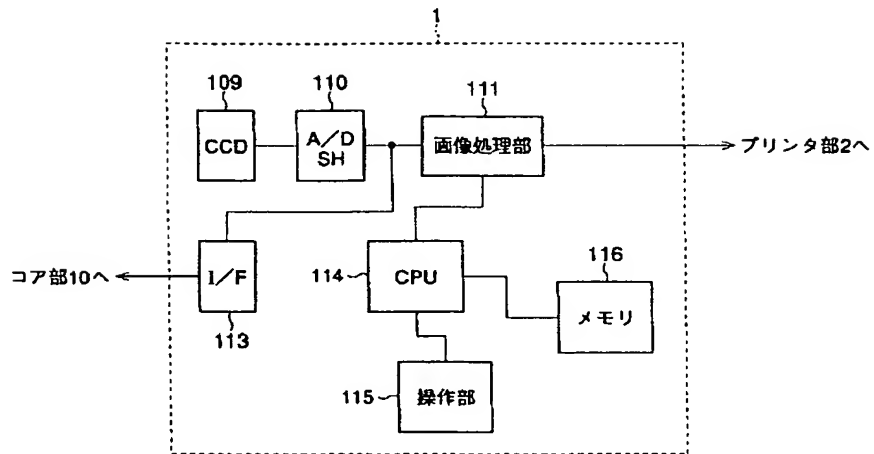 1
109
110
111
CCD
A/D
SH
画像処理部
プリンタ部2へ
コア部10へ
I/F
113
114
CPU
116
メモリ
115
操作部